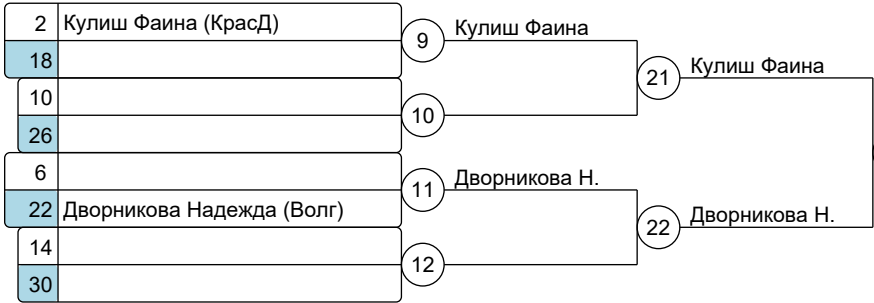 2 Кулиш Фаина (КрасД)
9 Кулиш Фаина
18
21 Кулиш Фаина
10
10
26
6
11 Дворникова Н.
22 Дворникова Надежда (Волг)
22 Дворникова Н.
14
12
30